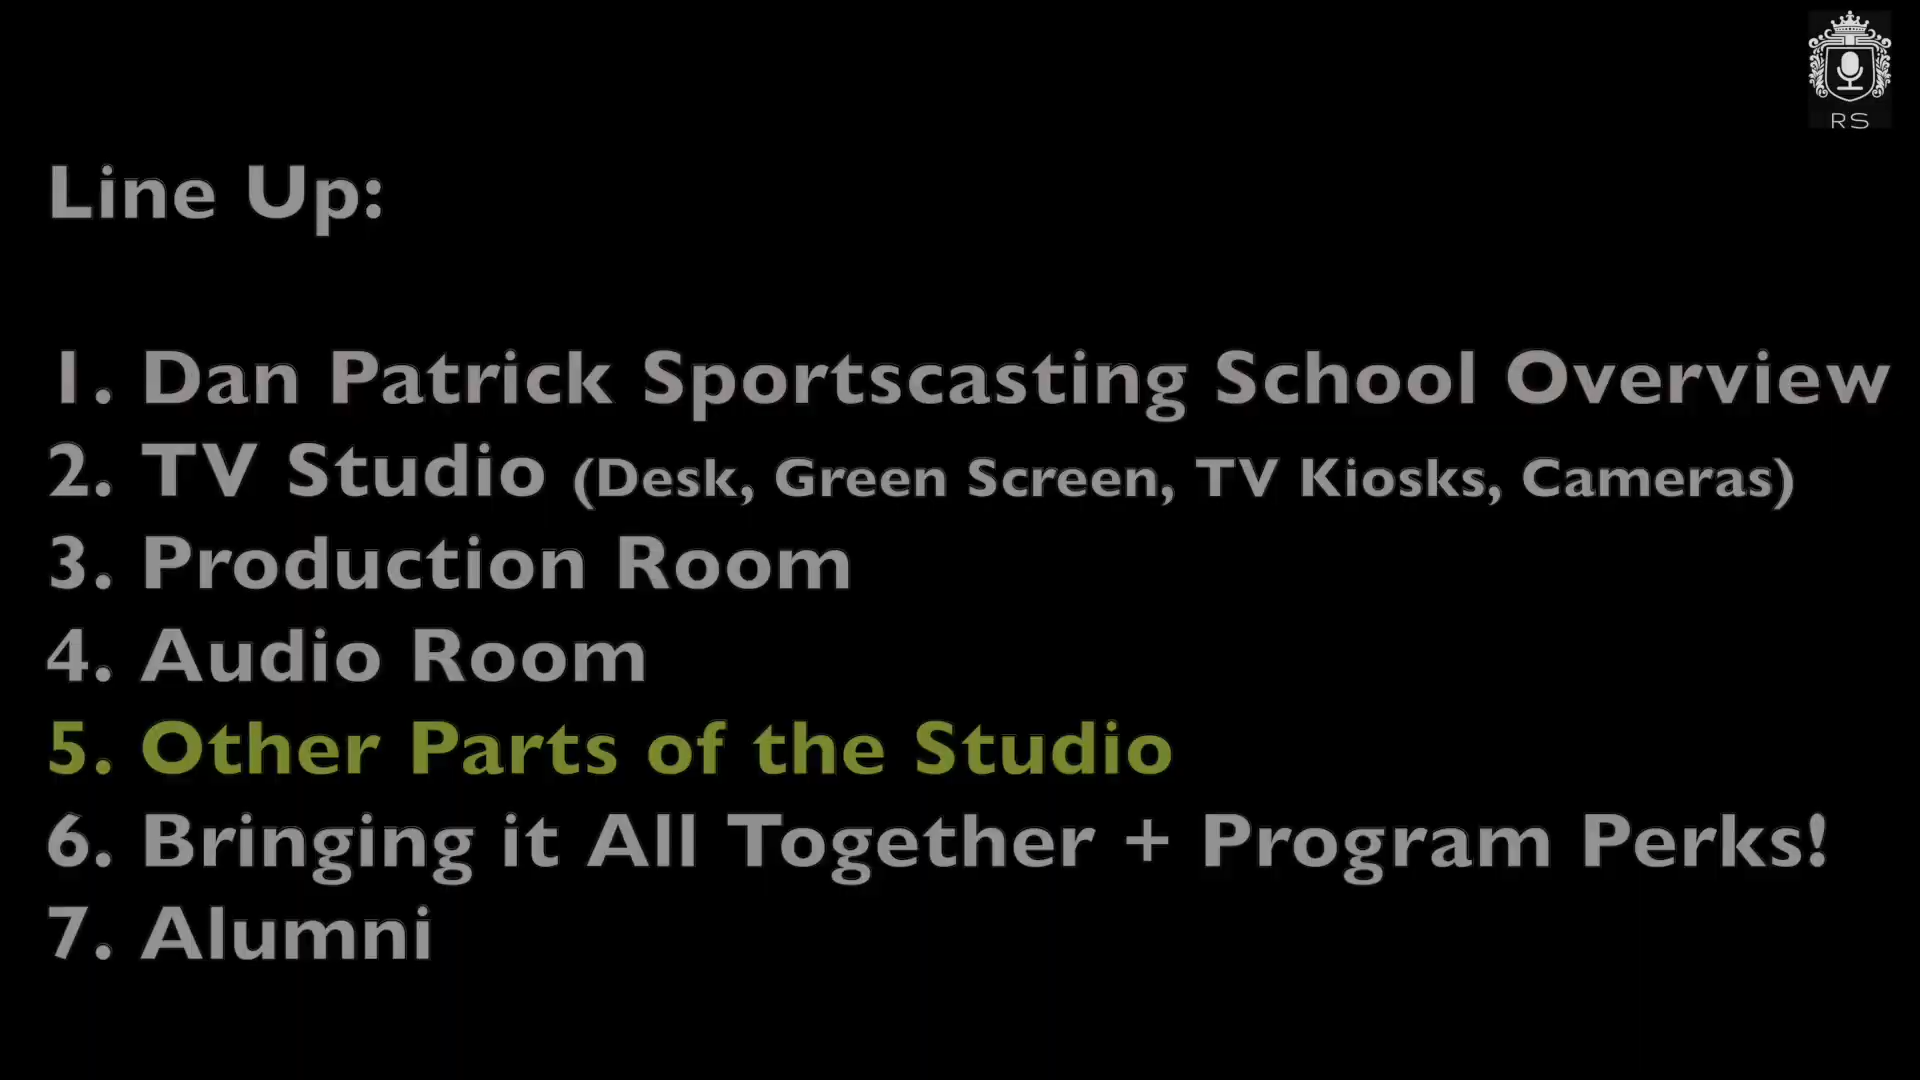 RS
Line Up:
1. Dan Patrick Sportscasting School Overview
2. TV Studio (Desk, Green Screen, TV Kiosks, Cameras)
3. Production Room
4. Audio Room
5. Other Parts of the Studio
6. Bringing it All Together + Program Perks!
7. Alumni